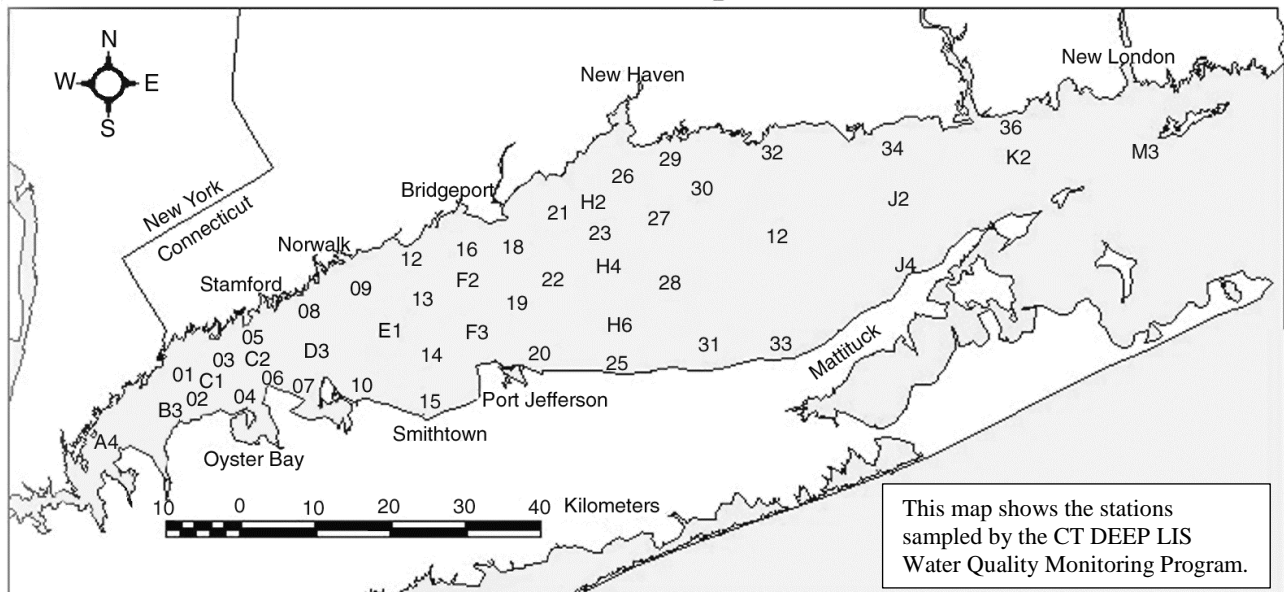 N
W E
S
New Haven
New London
New York
Connecticut
Bridgeport
Norwalk
Stamford
36
K2
M3
34
32
29
26
30
J2
H2
21
27
23
12
16
18
12
H4
J4
F2
22
28
09
13
19
08
E1
F3
H6
05
D3
14
20
31
33
03
C2
25
01
C1
06
07
10
02
04
15
B3
A4
Port Jefferson
Mattituck
Smithtown
Oyster Bay
10 0 10 20 30 40 Kilometers
This map shows the stations
sampled by the CT DEEP LIS
Water Quality Monitoring Program.